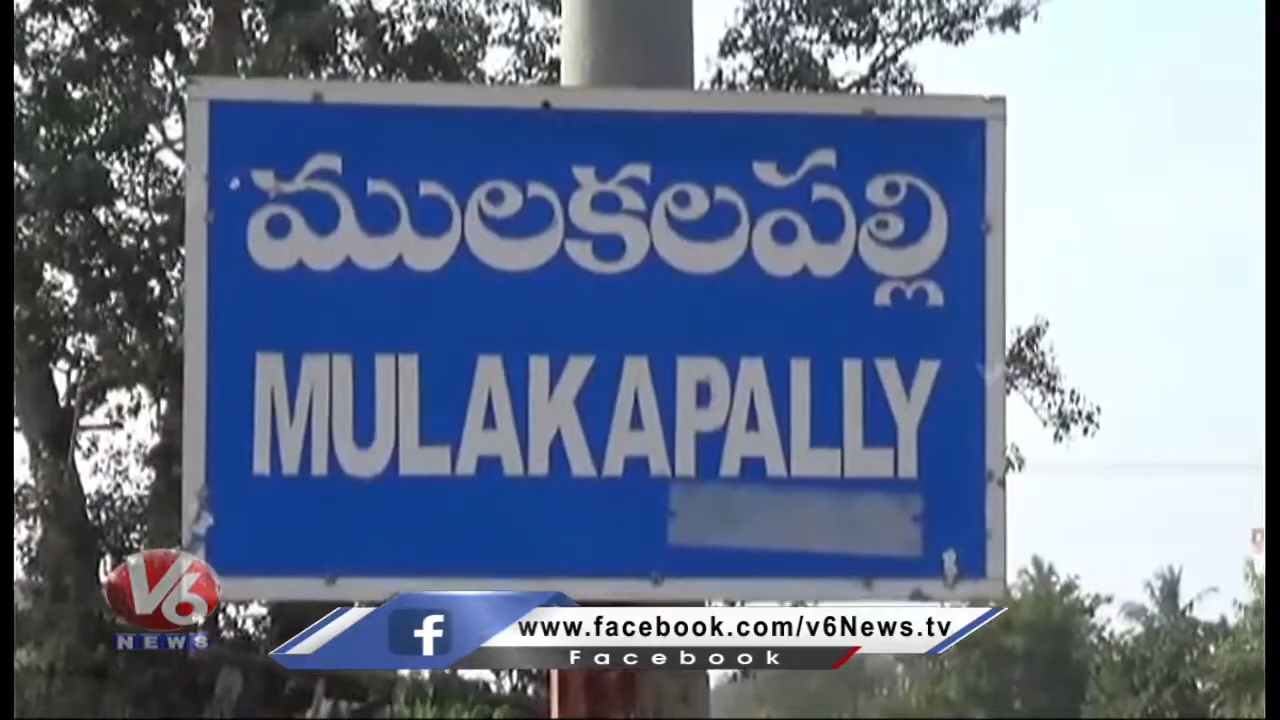 ములకలపల్లి
MULAKAPALLY
V6
NEWS
f
www.facebook.com/v6News.tv
Facebook